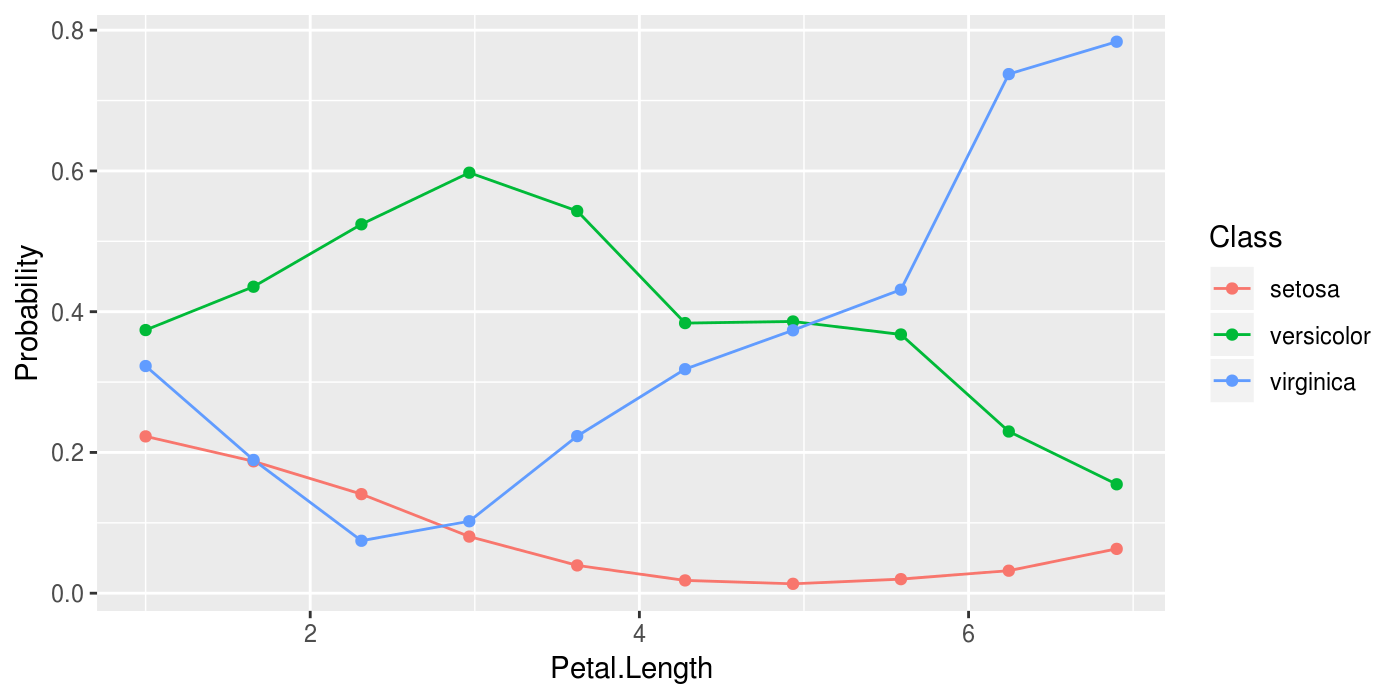 0.8
0.6
0.4
0.2
0.0
Probability
2
4
6
Petal.Length
Class
setosa
versicolor
virginica